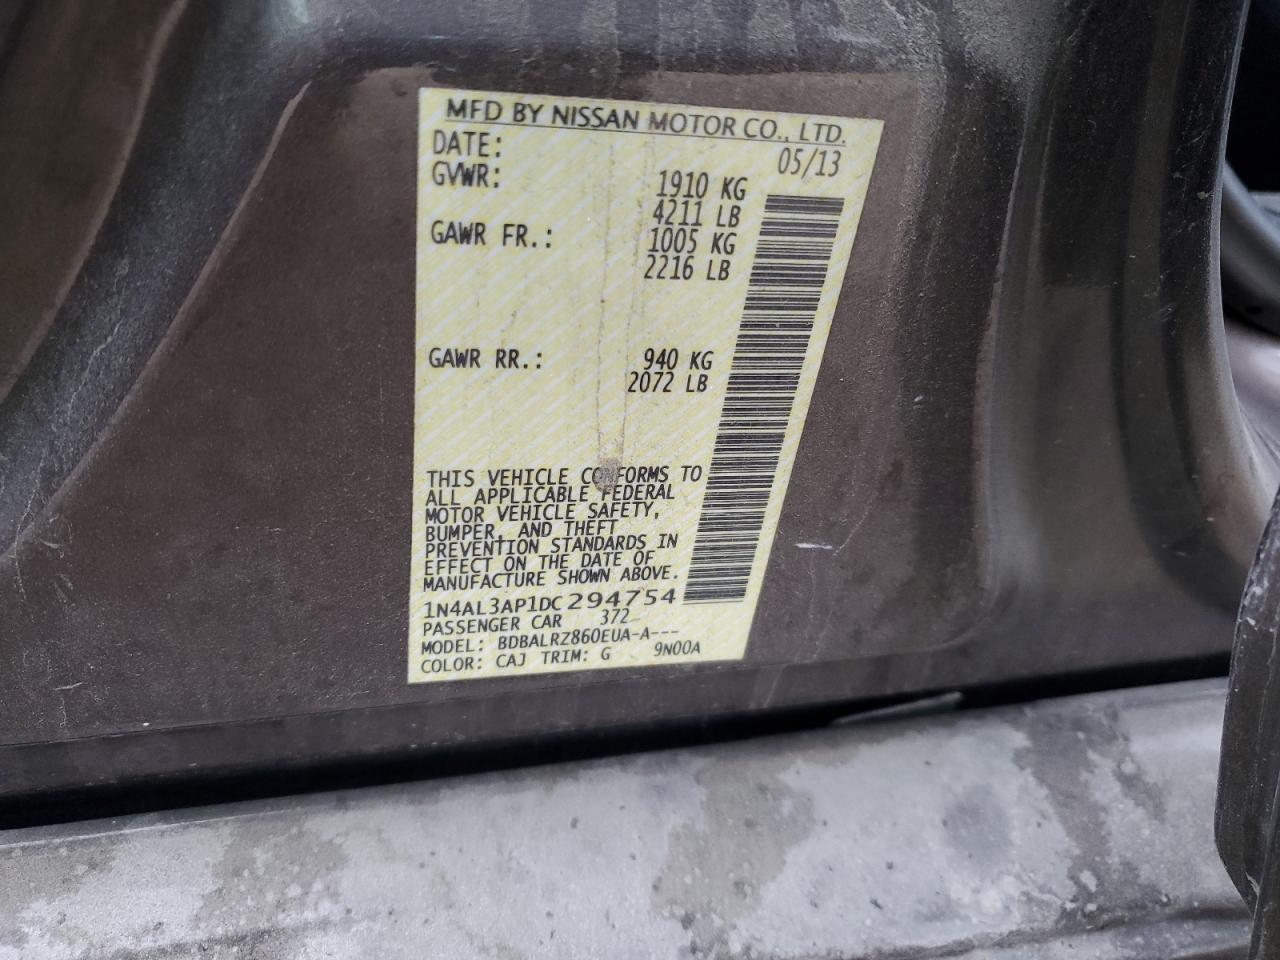 MFD BY NISSAN MOTOR CO., LTD.
DATE: 05/13
GVWR: 1910 KG
4211 LB
GAWR FR.: 1005 KG
2216 LB
GAWR RR.: 940 KG
2072 LB
THIS VEHICLE CONFORMS TO
ALL APPLICABLE FEDERAL
MOTOR VEHICLE SAFETY,
BUMPER, AND THEFT
PREVENTION STANDARDS IN
EFFECT ON THE DATE OF
MANUFACTURE SHOWN ABOVE.
1N4AL3AP1DC294754
PASSENGER CAR 372
MODEL: BDBALRZ860EUA-A---
COLOR: CAJ TRIM: G 9N00A